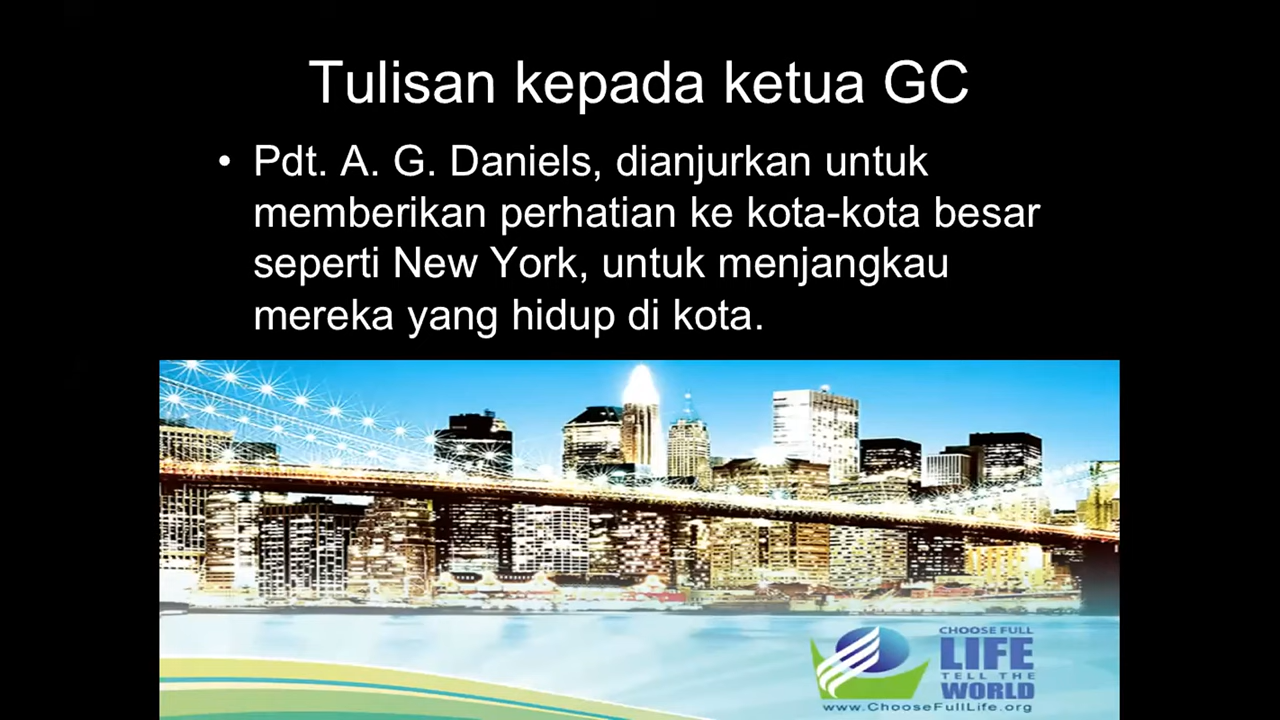 Tulisan kepada ketua GC
• Pdt. A. G. Daniels, dianjurkan untuk
memberikan perhatian ke kota-kota besar
seperti New York, untuk menjangkau
mereka yang hidup di kota.
CHOOSE FULL
LIFE
TELL THE
WORLD
www.ChooseFullLife.org